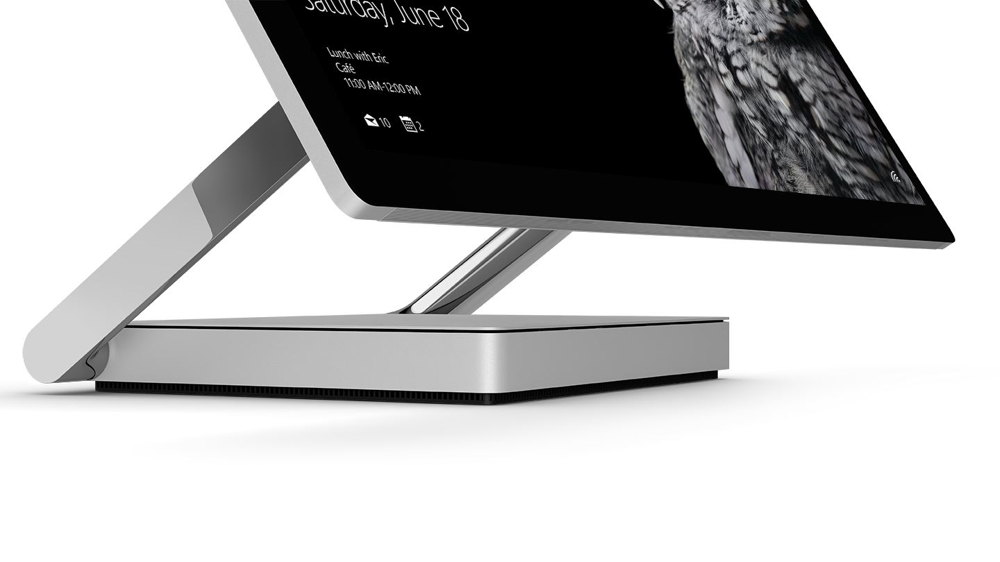 Saturday, June 18
Lunch with Eric
Café
11:00 AM-12:00 PM
10 2